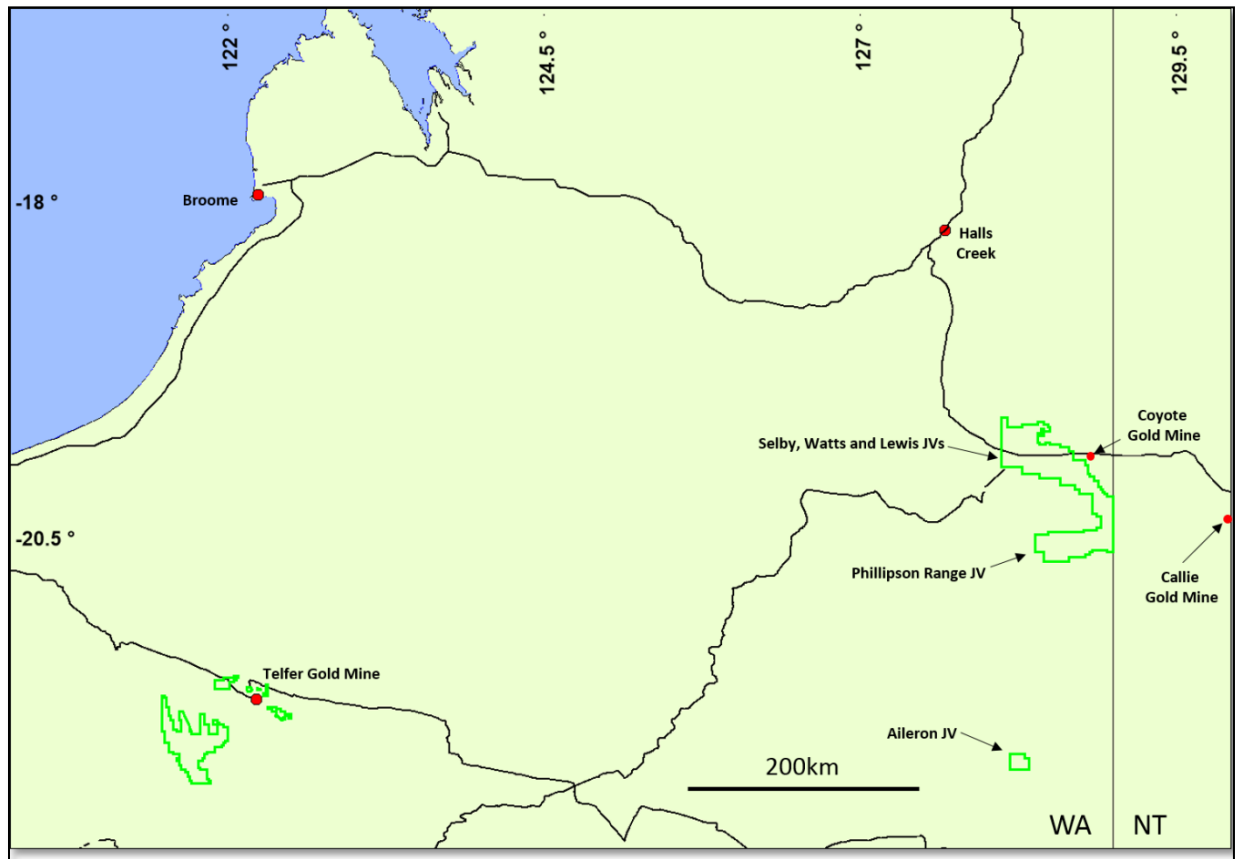 122 °
124.5 °
127 °
129.5 °
-18 °
Broome
Halls
Creek
Selby, Watts and Lewis JVs
Coyote
Gold Mine
-20.5 °
Phillipson Range JV
Callie
Gold Mine
Telfer Gold Mine
Aileron JV
200km
WA
NT